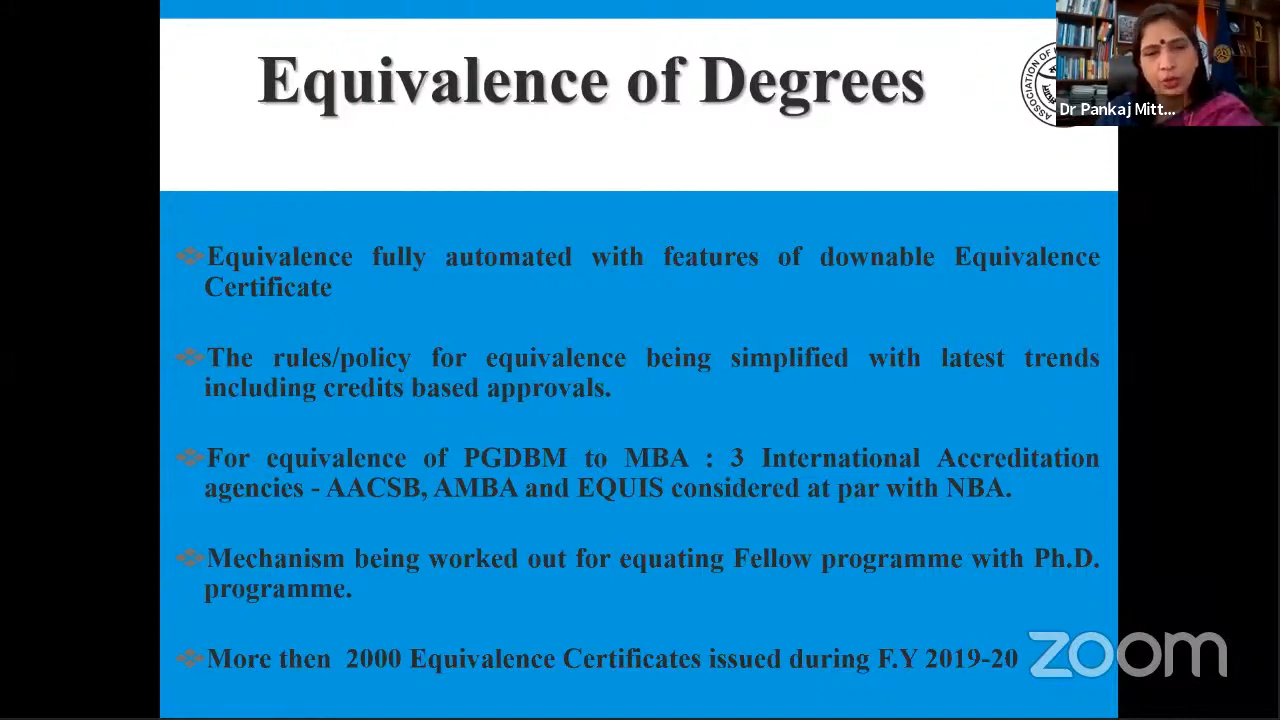 Equivalence of Degrees
ASSOCIATION OF
Dr Pankaj Mitt...
Equivalence fully automated with features of downable Equivalence
Certificate
The rules/policy for equivalence being simplified with latest trends
including credits based approvals.
For equivalence of PGDBM to MBA : 3 International Accreditation
agencies - AACSB, AMBA and EQUIS considered at par with NBA.
Mechanism being worked out for equating Fellow programme with Ph.D.
programme.
More then 2000 Equivalence Certificates issued during F.Y 2019-20
zoom